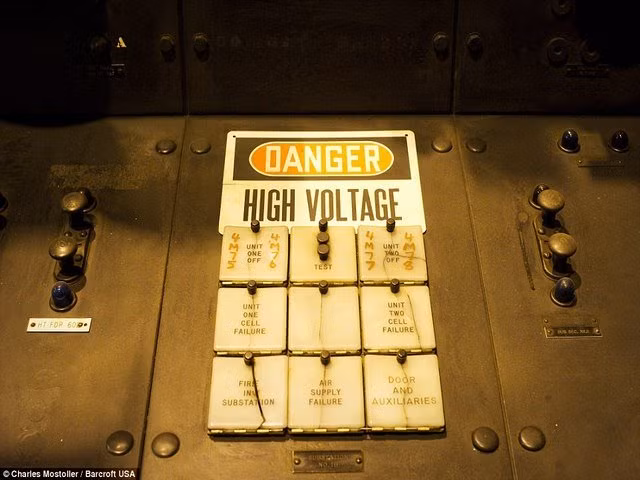 DANGER
HIGH VOLTAGE
4M75
UNIT
ONE
OFF
4M76
TEST
4M77
UNIT
TWO
OFF
4M78
UNIT
ONE
CELL
FAILURE
UNIT
TWO
CELL
FAILURE
FIRE
IN
SUBSTATION
AIR
SUPPLY
FAILURE
DOOR
AND
AUXILIARIES
© Charles Mostoller / Barcroft USA